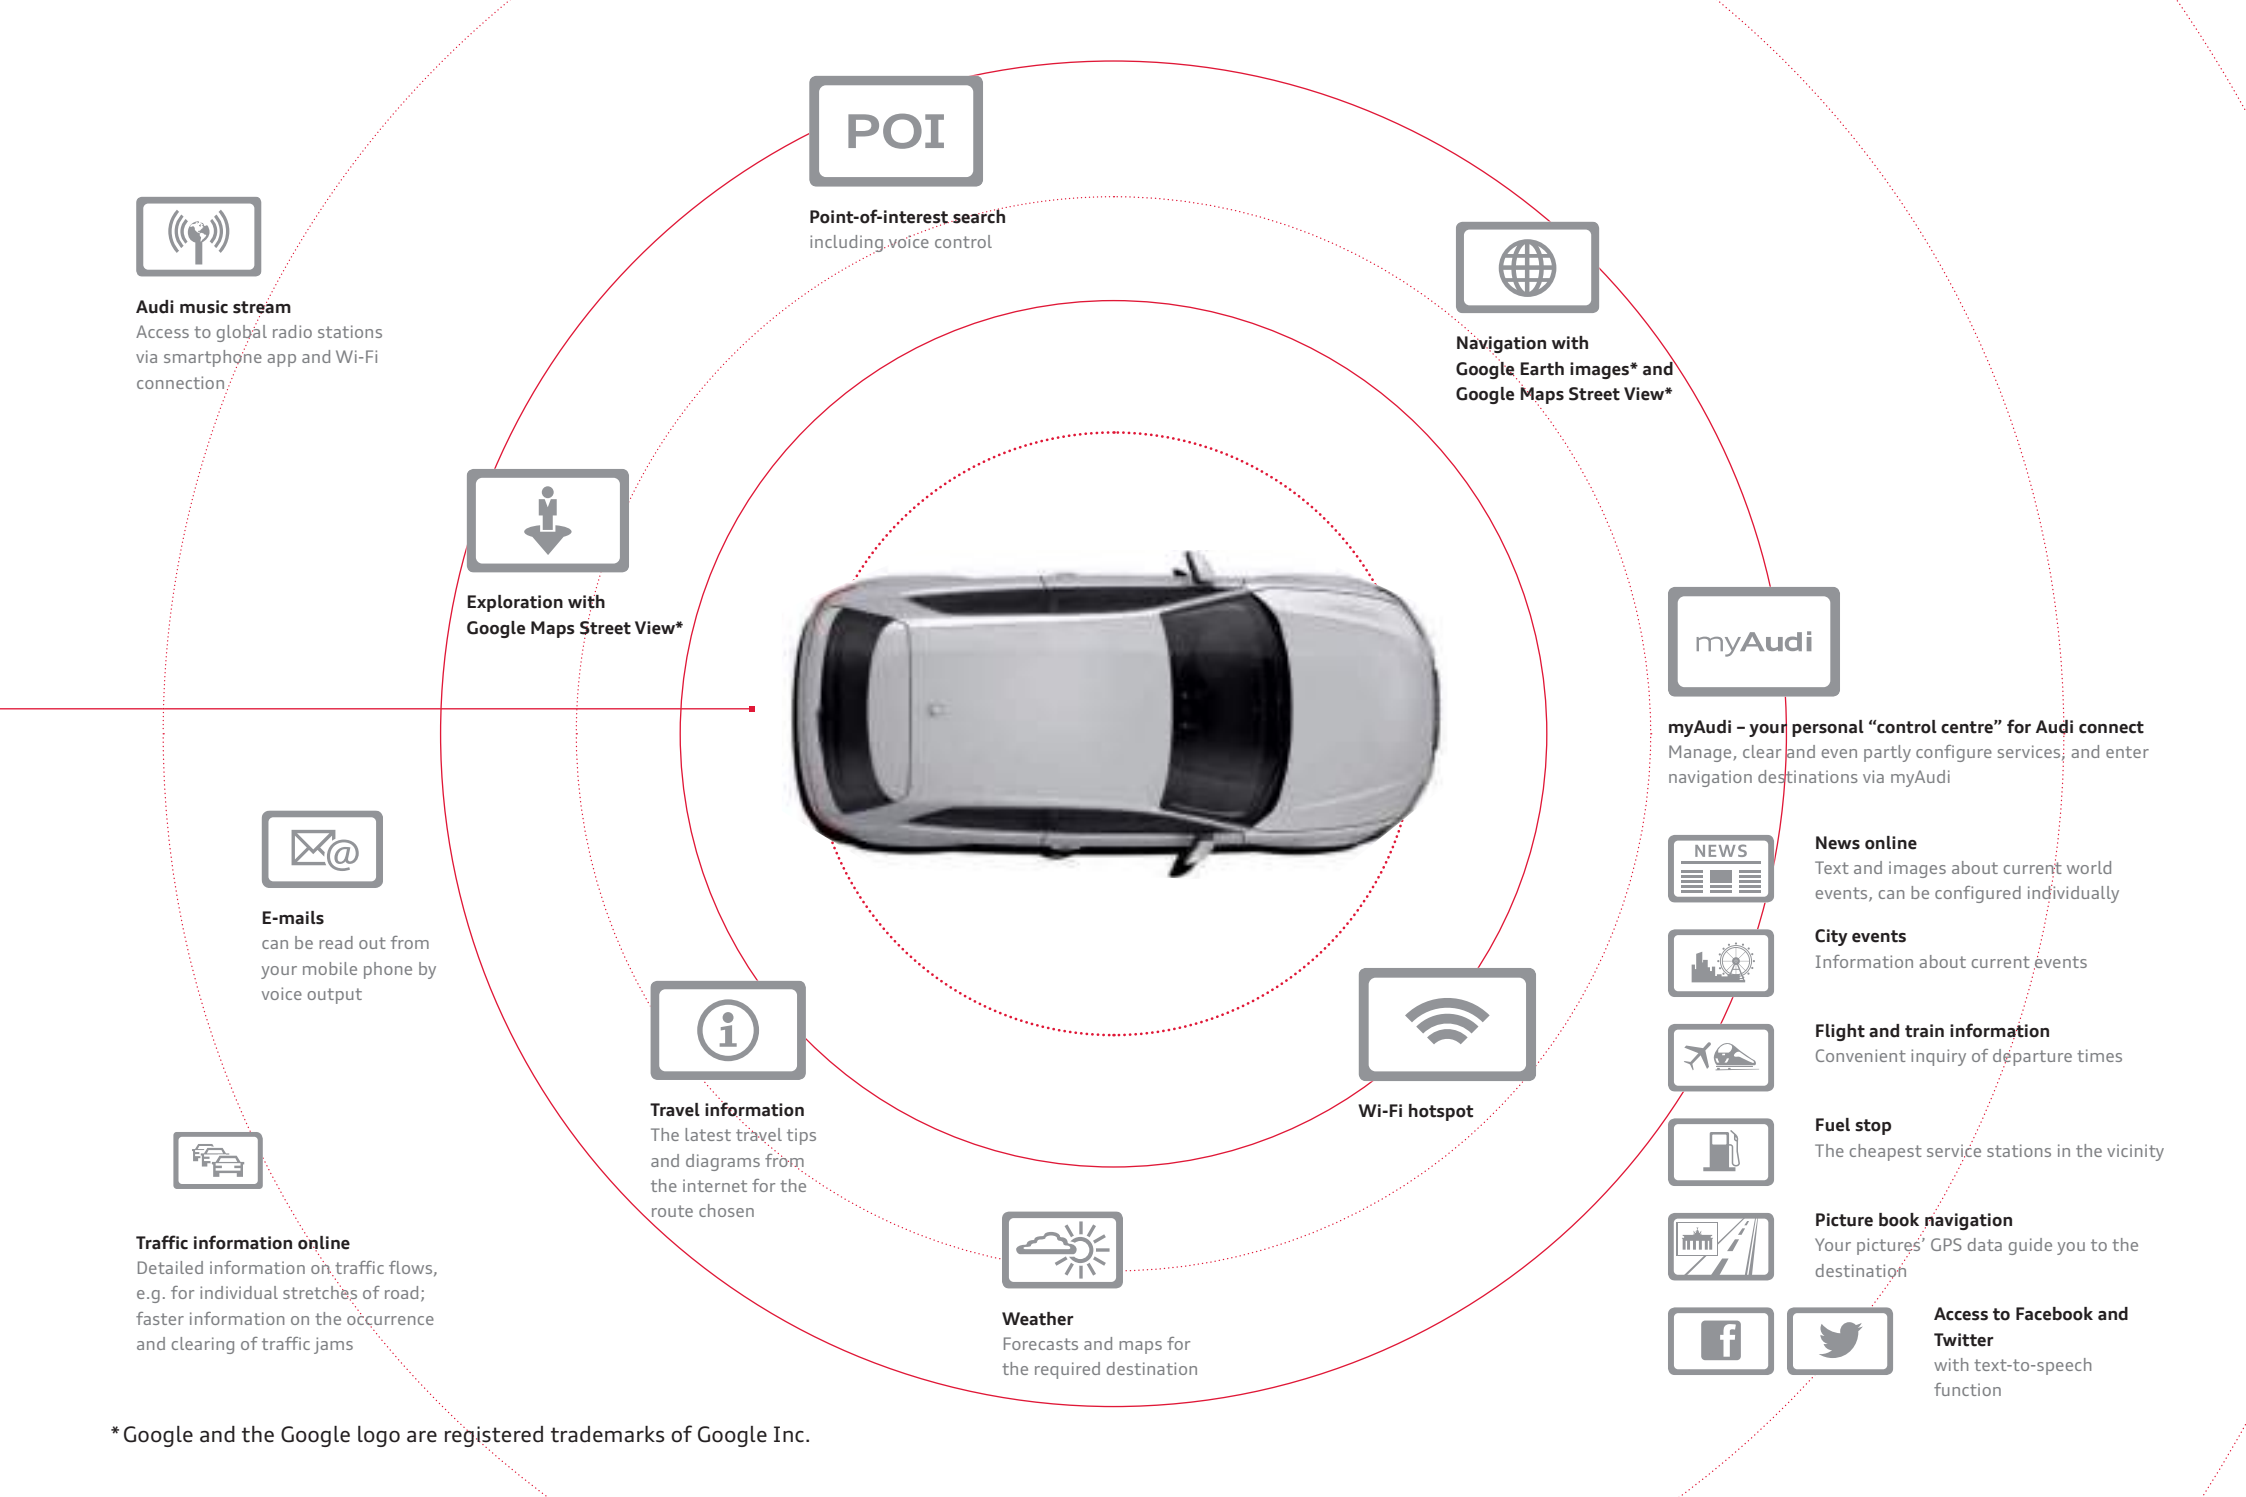 POI
Point-of-interest search
including voice control
Audi music stream
Access to global radio stations
via smartphone app and Wi-Fi
connection
Navigation with
Google Earth images* and
Google Maps Street View*
Exploration with
Google Maps Street View*
myAudi
myAudi – your personal “control centre” for Audi connect
Manage, clear and even partly configure services, and enter
navigation destinations via myAudi
NEWS
News online
Text and images about current world
events, can be configured individually
City events
Information about current events
Flight and train information
Convenient inquiry of departure times
Fuel stop
The cheapest service stations in the vicinity
Picture book navigation
Your pictures’ GPS data guide you to the
destination
f
Access to Facebook and
Twitter
with text-to-speech
function
@
E-mails
can be read out from
your mobile phone by
voice output
i
Travel information
The latest travel tips
and diagrams from
the internet for the
route chosen
Wi-Fi hotspot
Traffic information online
Detailed information on traffic flows,
e.g. for individual stretches of road;
faster information on the occurrence
and clearing of traffic jams
Weather
Forecasts and maps for
the required destination
* Google and the Google logo are registered trademarks of Google Inc.